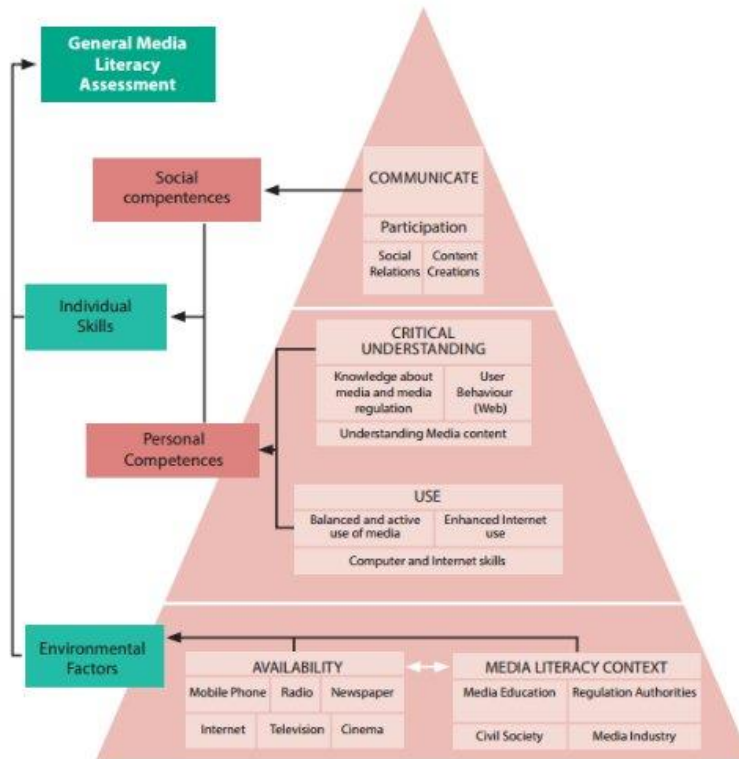 General Media
Literacy
Assessment
Social
compentences
COMMUNICATE
Participation
Social
Relations
Content
Creations
Individual
Skills
CRITICAL
UNDERSTANDING
Knowledge about
media and media
regulation
User
Behaviour
(Web)
Understanding Media content
Personal
Competences
USE
Balanced and active
use of media
Enhanced Internet
use
Computer and Internet skills
Environmental
Factors
AVAILABILITY
Mobile Phone
Radio
Newspaper
Internet
Television
Cinema
MEDIA LITERACY CONTEXT
Media Education
Regulation Authorities
Civil Society
Media Industry